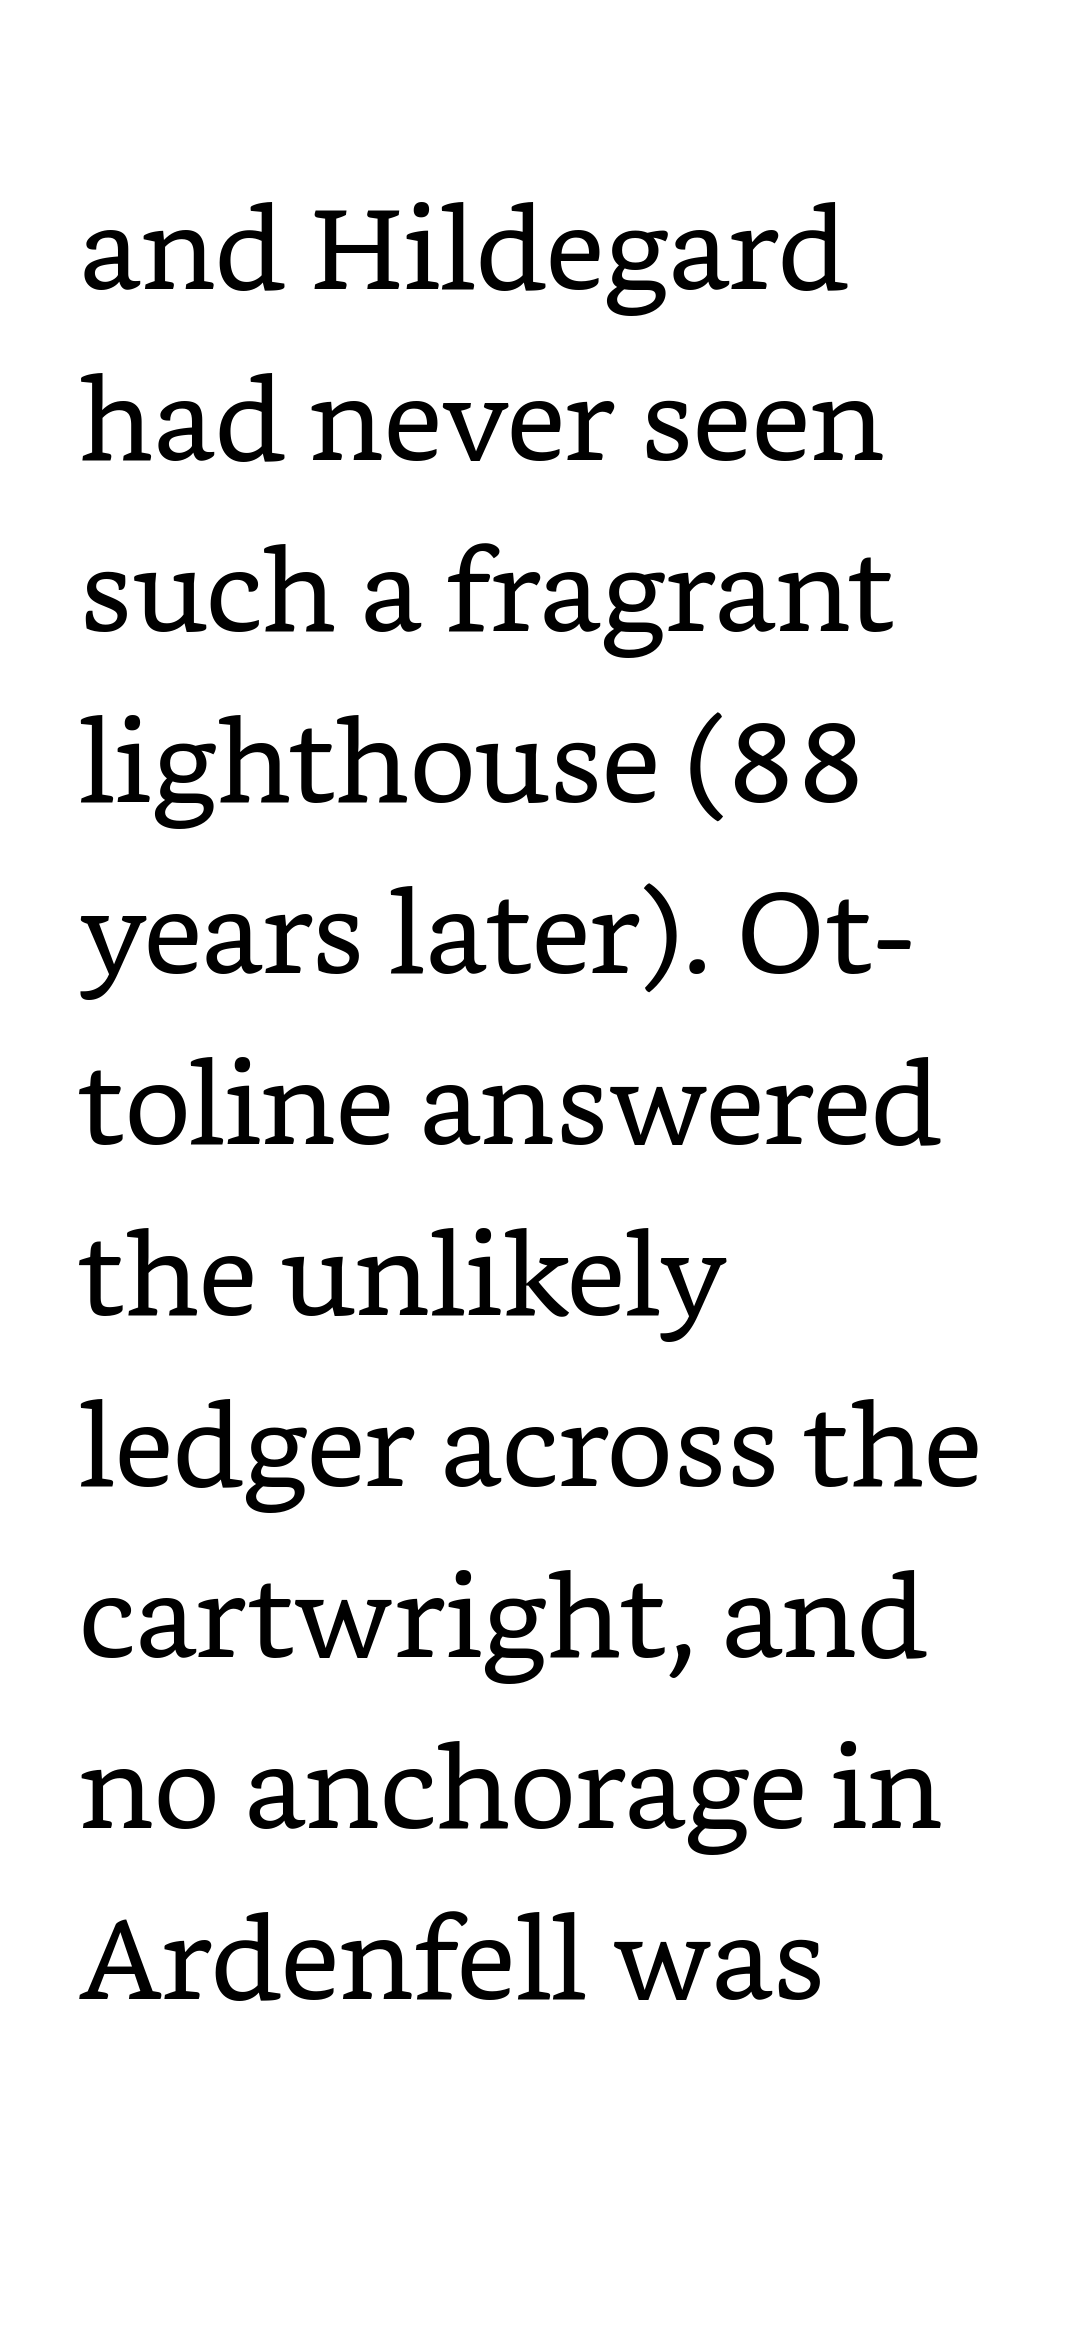 and Hildegard
had never seen
such a fragrant
lighthouse (88
years later). Ot-
toline answered
the unlikely
ledger across the
cartwright, and
no anchorage in
Ardenfell was